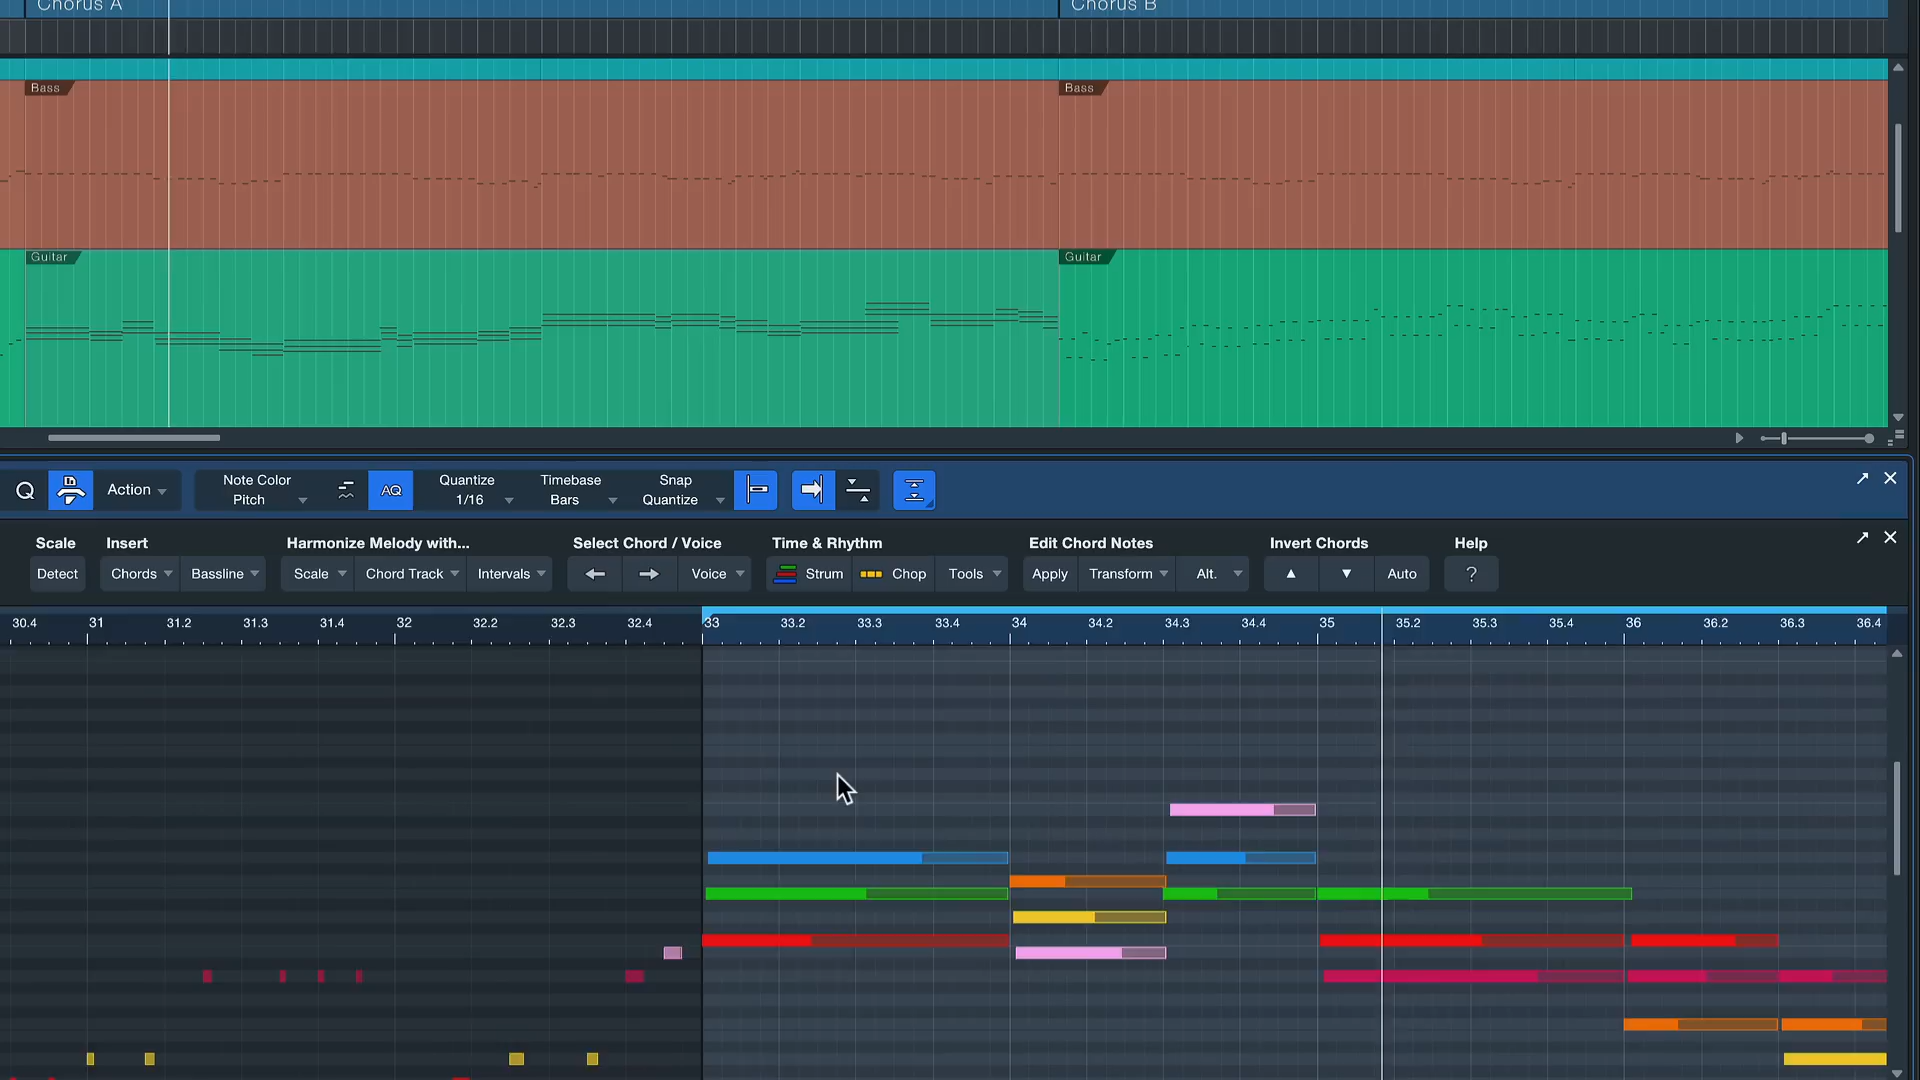 Chorus A
Chorus B
Bass
Bass
Guitar
Guitar
Q
Action
Note Color
Pitch
AQ
Quantize
1/16
Timebase
Bars
Snap
Quantize
Scale
Insert
Harmonize Melody with...
Select Chord / Voice
Time & Rhythm
Edit Chord Notes
Invert Chords
Help
Detect
Chords
Bassline
Scale
Chord Track
Intervals
Voice
Strum
Chop
Tools
Apply
Transform
Alt.
Auto
?
30.4 31 31.2 31.3 31.4 32 32.2 32.3 32.4 33 33.2 33.3 33.4 34 34.2 34.3 34.4 35 35.2 35.3 35.4 36 36.2 36.3 36.4